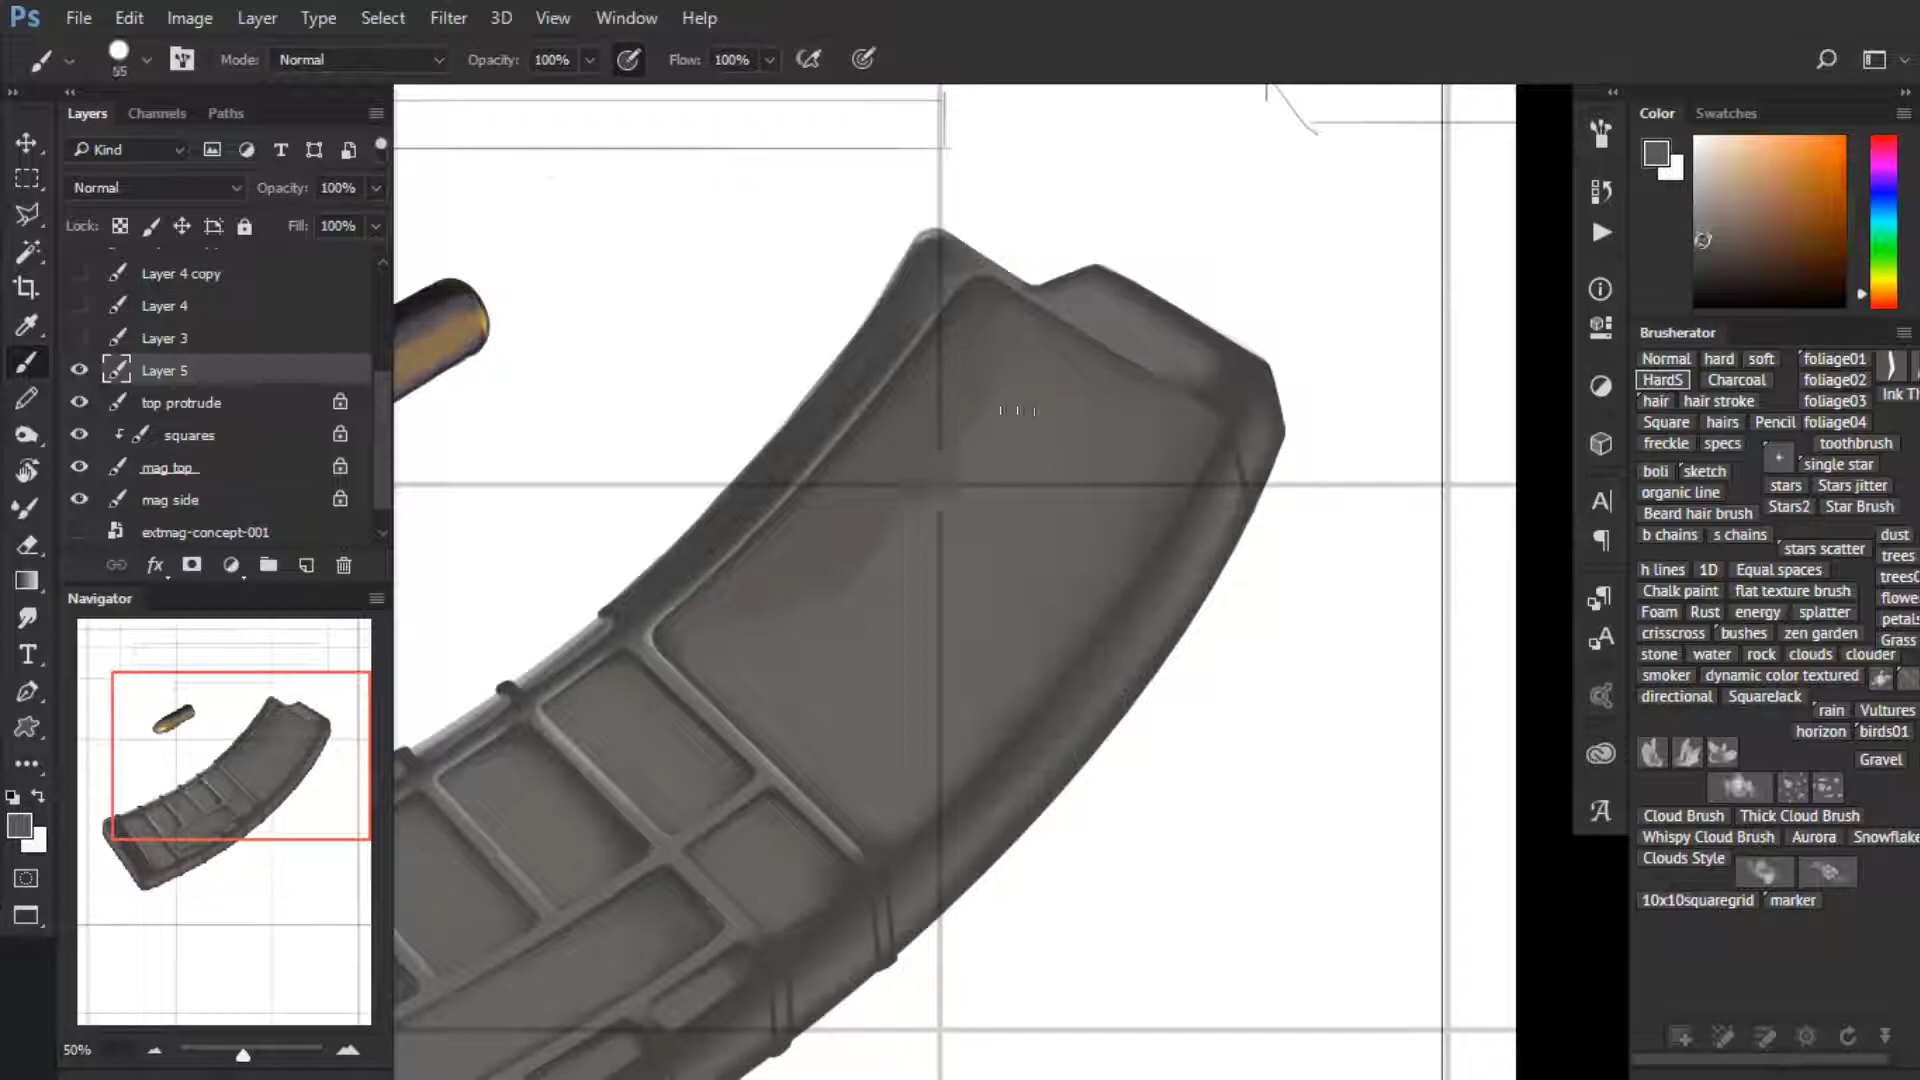 Ps File Edit Image Layer Type Select Filter 3D View Window Help
55 Mode: Normal Opacity: 100% Flow: 100%
Layers Channels Paths
Kind T
Normal Opacity: 100%
Lock: Fill: 100%
Layer 4 copy
Layer 4
Layer 3
Layer 5
top protrude
squares
mag top
mag side
extmag-concept-001
fx
Navigator
50%
Color Swatches
Brusherator
Normal hard soft foliage01
HardS Charcoal foliage02
Ink Th
hair hair stroke foliage03
Square hairs Pencil foliage04
freckle specs toothbrush
boli sketch single star
stars Stars jitter
organic line
Stars2 Star Brush
Beard hair brush
b chains s chains dust
stars scatter trees
h lines 1D Equal spaces
Chalk paint flat texture brush
Foam Rust energy splatter
crisscross bushes zen garden Grass
stone water rock clouds clouder
smoker dynamic color textured
directional SquareJack
rain Vultures
horizon birds01
Gravel
Cloud Brush Thick Cloud Brush
Whispy Cloud Brush Aurora Snowflake
Clouds Style
10x10squaregrid marker